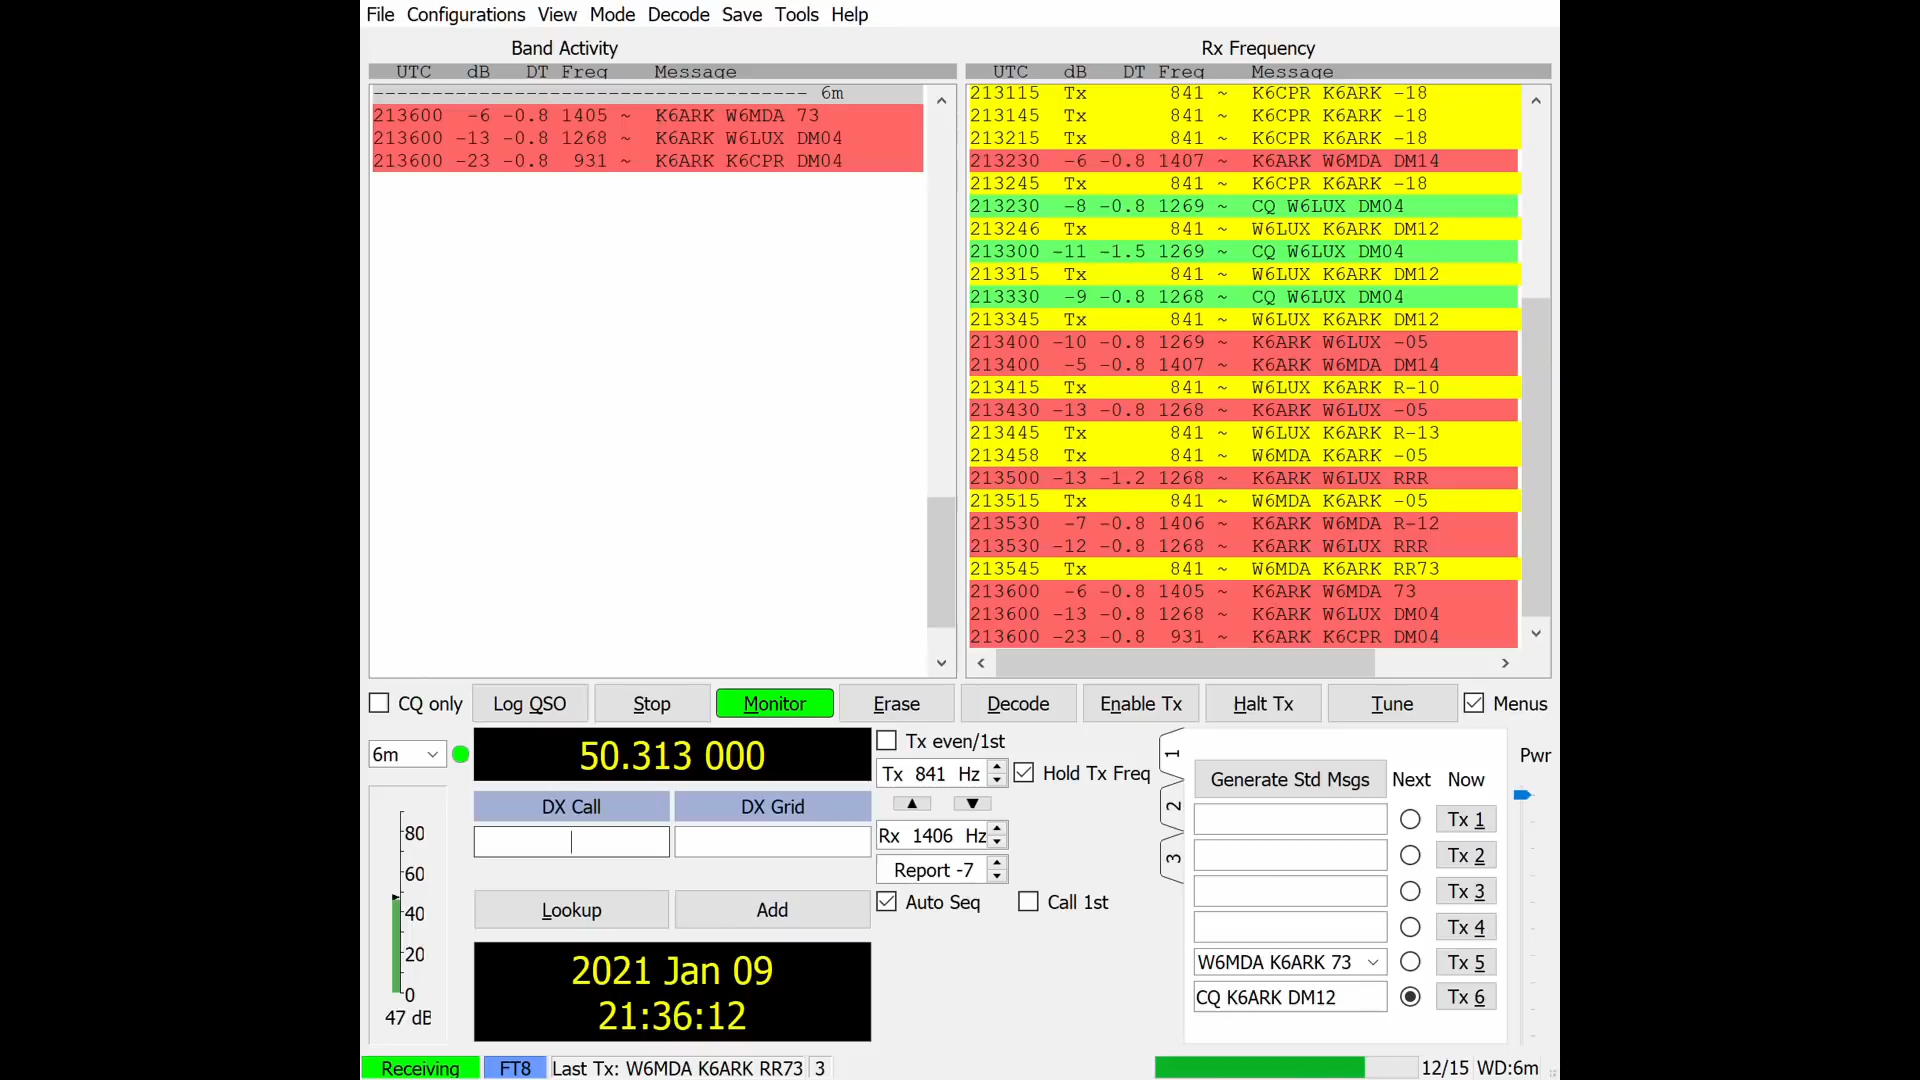 File Configurations View Mode Decode Save Tools Help
Band Activity
UTC dB DT Freq Message
------------------------------------- 6m
213600 -6 -0.8 1405 ~ K6ARK W6MDA 73
213600 -13 -0.8 1268 ~ K6ARK W6LUX DM04
213600 -23 -0.8 931 ~ K6ARK K6CPR DM04
Rx Frequency
UTC dB DT Freq Message
213115 Tx 841 ~ K6CPR K6ARK -18
213145 Tx 841 ~ K6CPR K6ARK -18
213215 Tx 841 ~ K6CPR K6ARK -18
213230 -6 -0.8 1407 ~ K6ARK W6MDA DM14
213245 Tx 841 ~ K6CPR K6ARK -18
213230 -8 -0.8 1269 ~ CQ W6LUX DM04
213246 Tx 841 ~ W6LUX K6ARK DM12
213300 -11 -1.5 1269 ~ CQ W6LUX DM04
213315 Tx 841 ~ W6LUX K6ARK DM12
213330 -9 -0.8 1268 ~ CQ W6LUX DM04
213345 Tx 841 ~ W6LUX K6ARK DM12
213400 -10 -0.8 1269 ~ K6ARK W6LUX -05
213400 -5 -0.8 1407 ~ K6ARK W6MDA DM14
213415 Tx 841 ~ W6LUX K6ARK R-10
213430 -13 -0.8 1268 ~ K6ARK W6LUX -05
213445 Tx 841 ~ W6LUX K6ARK R-13
213458 Tx 841 ~ W6MDA K6ARK -05
213500 -13 -1.2 1268 ~ K6ARK W6LUX RRR
213515 Tx 841 ~ W6MDA K6ARK -05
213530 -7 -0.8 1406 ~ K6ARK W6MDA R-12
213530 -12 -0.8 1268 ~ K6ARK W6LUX RRR
213545 Tx 841 ~ W6MDA K6ARK RR73
213600 -6 -0.8 1405 ~ K6ARK W6MDA 73
213600 -13 -0.8 1268 ~ K6ARK W6LUX DM04
213600 -23 -0.8 931 ~ K6ARK K6CPR DM04
CQ only Log QSO Stop Monitor Erase Decode Enable Tx Halt Tx Tune Menus
6m
50.313 000
DX Call DX Grid
Lookup Add
2021 Jan 09
21:36:12
80
60
40
20
0
47 dB
Tx even/1st
Tx 841 Hz Hold Tx Freq
Rx 1406 Hz
Report -7
Auto Seq Call 1st
1
2
3
Generate Std Msgs Next Now
Tx 1
Tx 2
Tx 3
Tx 4
W6MDA K6ARK 73 Tx 5
CQ K6ARK DM12 Tx 6
Pwr
Receiving FT8 Last Tx: W6MDA K6ARK RR73 3 12/15 WD:6m